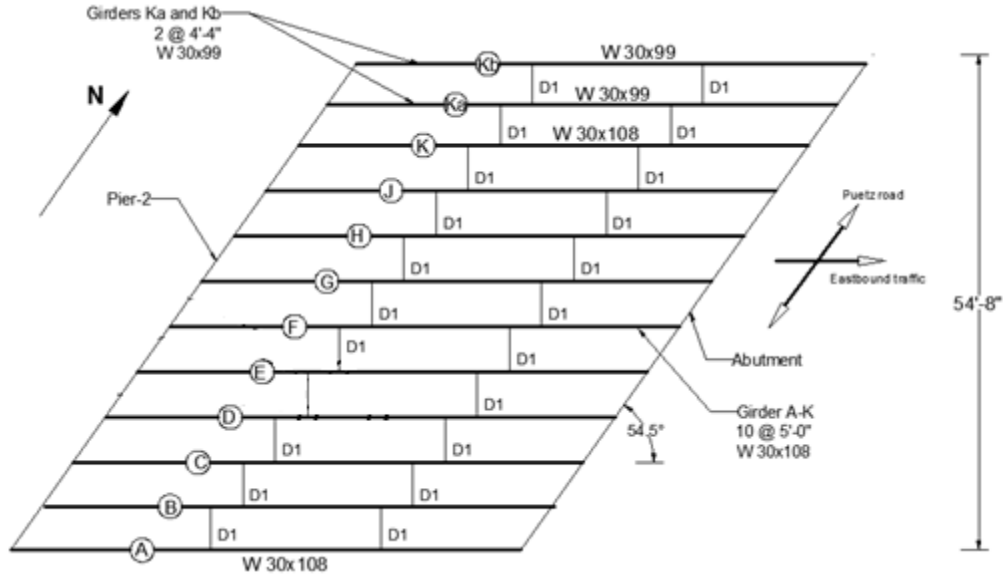 Girders Ka and Kb
2 @ 4'-4"
W 30x99
W 30x99
Kb
D1
D1
N
W 30x99
Ka
D1
D1
W 30x108
K
D1
D1
Pier-2
J
D1
D1
Puetz road
H
D1
D1
Eastbound traffic
G
54'-8"
D1
D1
F
D1
D1
Abutment
E
D1
Girder A-K
10 @ 5'-0"
W 30x108
D
54.5°
D1
D1
C
D1
D1
B
D1
D1
A
W 30x108